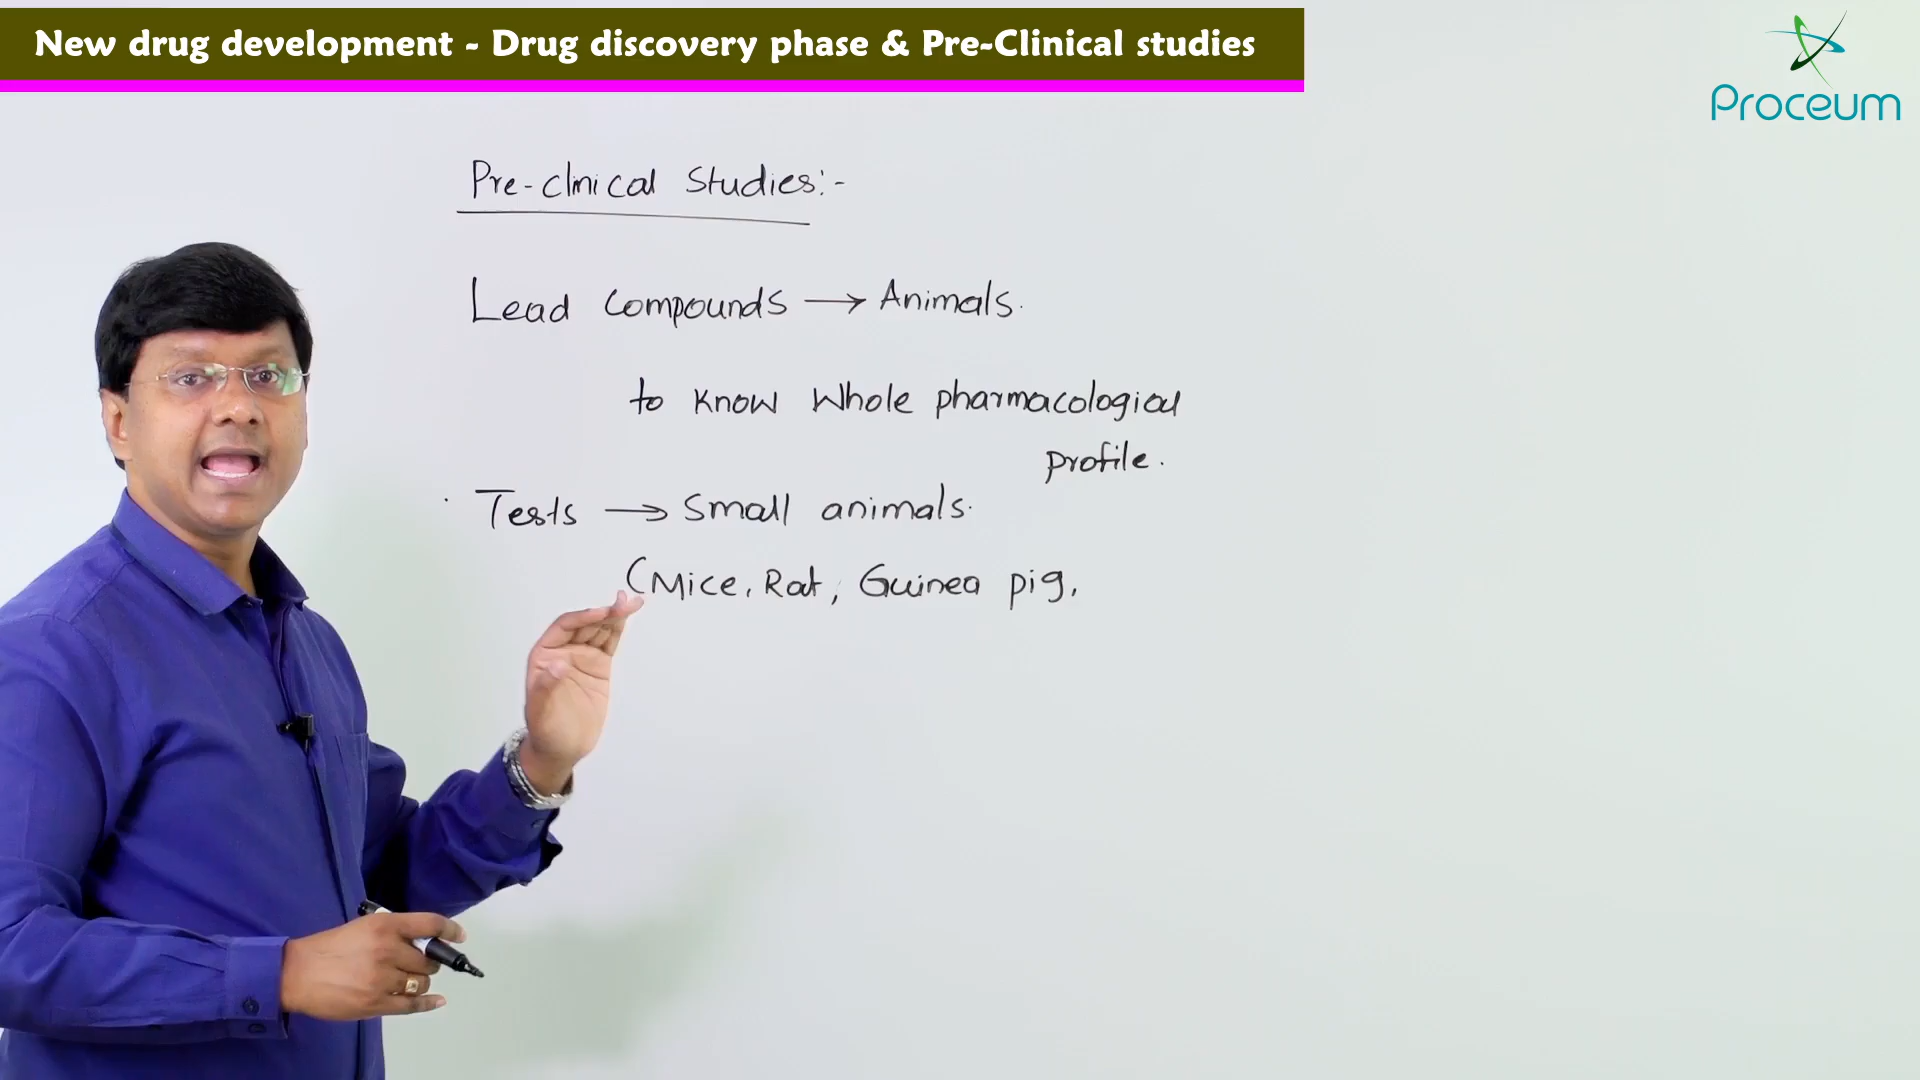 New drug development - Drug discovery phase & Pre-Clinical studies
Proceum
Pre-clinical Studies:-
Lead compounds → Animals.
to know whole pharmacological
profile.
Tests → Small animals.
(Mice, Rat, Guinea pig,